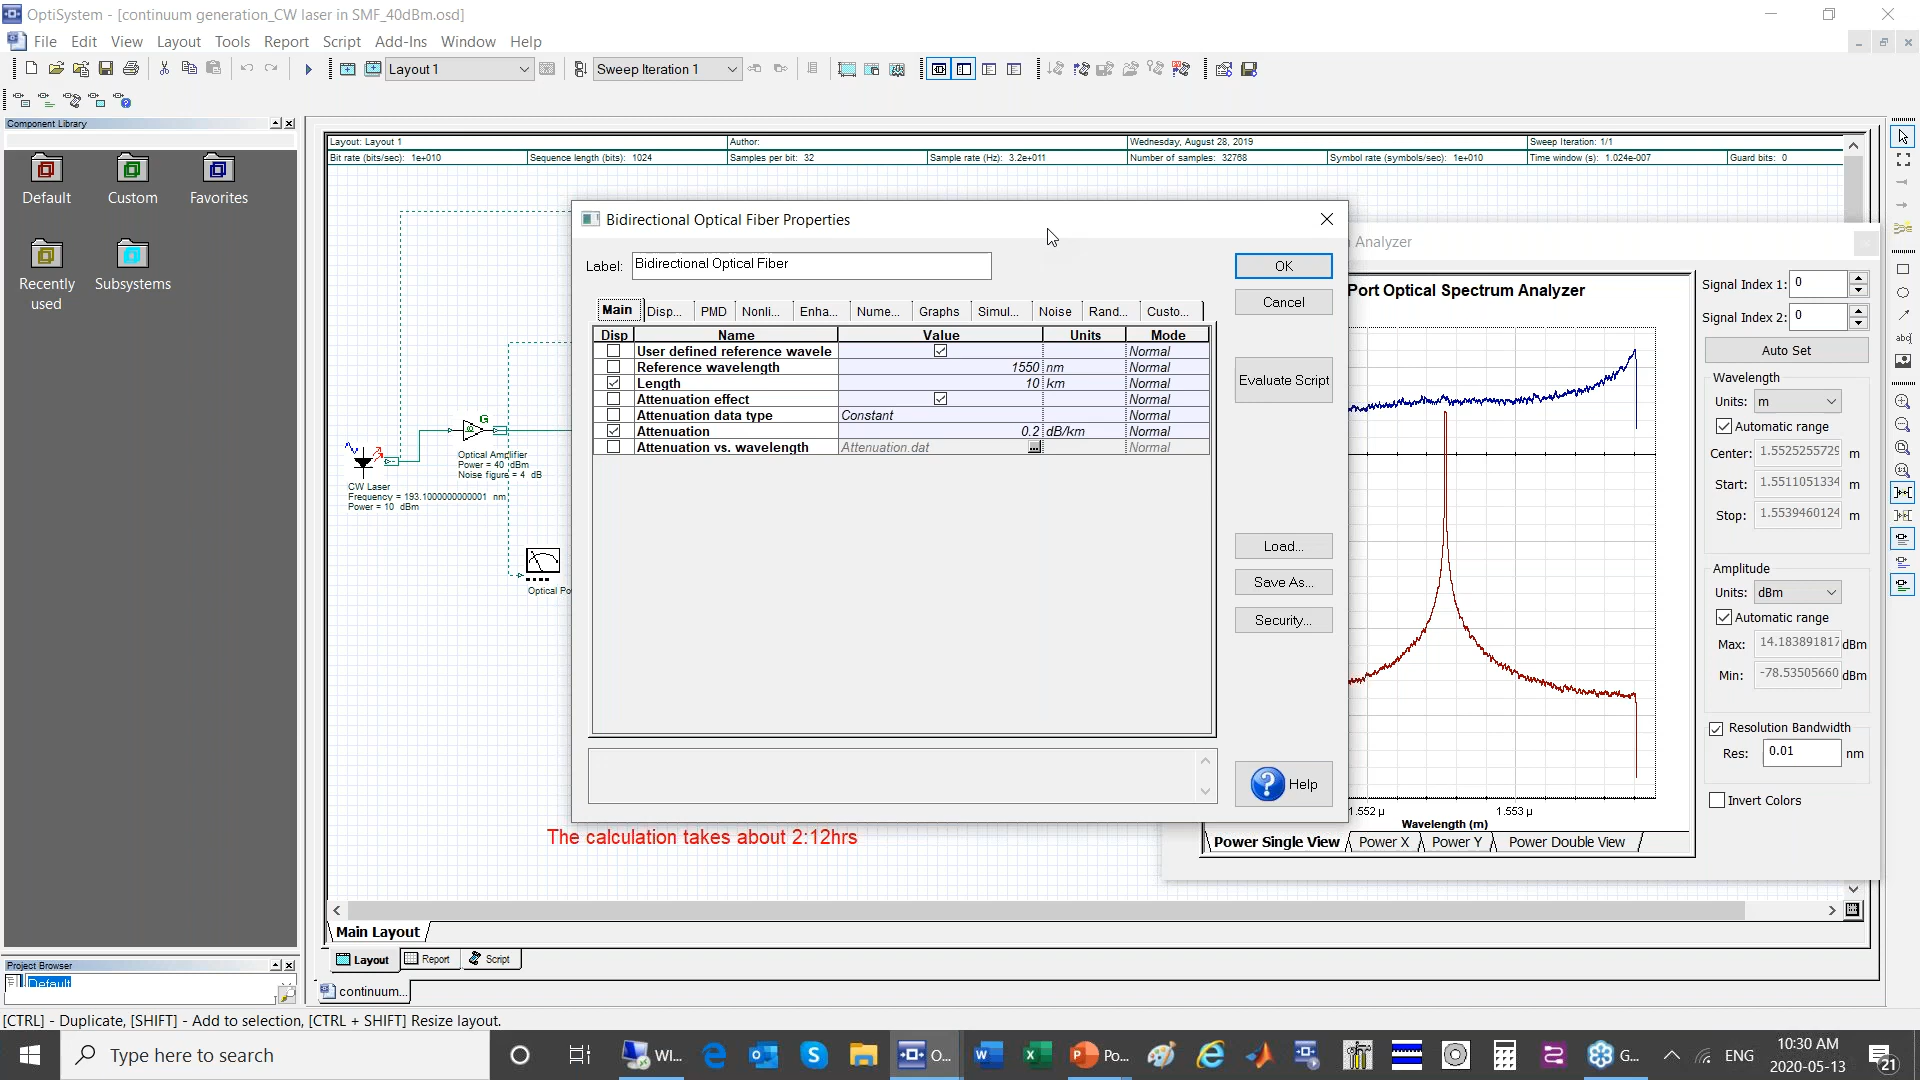 OptiSystem - [continuum generation_CW laser in SMF_40dBm.osd]
File Edit View Layout Tools Report Script Add-Ins Window Help
Layout 1
Sweep Iteration 1
Component Library
Default
Custom
Favorites
Recently used
Subsystems
Layout: Layout 1
Author:
Wednesday, August 28, 2019
Sweep Iteration: 1/1
Bit rate (bits/sec): 1e+010
Sequence length (bits): 1024
Samples per bit: 32
Sample rate (Hz): 3.2e+011
Number of samples: 32768
Symbol rate (symbols/sec): 1e+010
Time window (s): 1.024e-007
Guard bits: 0
CW Laser
Frequency = 193.1000000000001 nm
Power = 10 dBm
Optical Amplifier
Power = 40 dBm
Noise figure = 4 dB
Optical Po
The calculation takes about 2:12hrs
Bidirectional Optical Fiber Properties
Label: Bidirectional Optical Fiber
OK
Cancel
Evaluate Script
Load...
Save As...
Security...
Help
Main Disp... PMD Nonli... Enha... Nume... Graphs Simul... Noise Rand... Custo...
Disp Name Value Units Mode
User defined reference wavele Normal
Reference wavelength 1550 nm Normal
Length 10 km Normal
Attenuation effect Normal
Attenuation data type Constant Normal
Attenuation 0.2 dB/km Normal
Attenuation vs. wavelength Attenuation.dat ... Normal
Analyzer
Port Optical Spectrum Analyzer
1.552 µ
1.553 µ
Wavelength (m)
Power Single View Power X Power Y Power Double View
Signal Index 1: 0
Signal Index 2: 0
Auto Set
Wavelength
Units: m
Automatic range
Center: 1.5525255729 m
Start: 1.5511051334 m
Stop: 1.5539460124 m
Amplitude
Units: dBm
Automatic range
Max: 14.183891817 dBm
Min: -78.53505660 dBm
Resolution Bandwidth
Res: 0.01 nm
Invert Colors
Main Layout
Layout Report Script
Project Browser
Default
continuum...
[CTRL] - Duplicate, [SHIFT] - Add to selection, [CTRL + SHIFT] Resize layout.
Type here to search
WI...
O...
Po...
G...
ENG
10:30 AM
2020-05-13
21